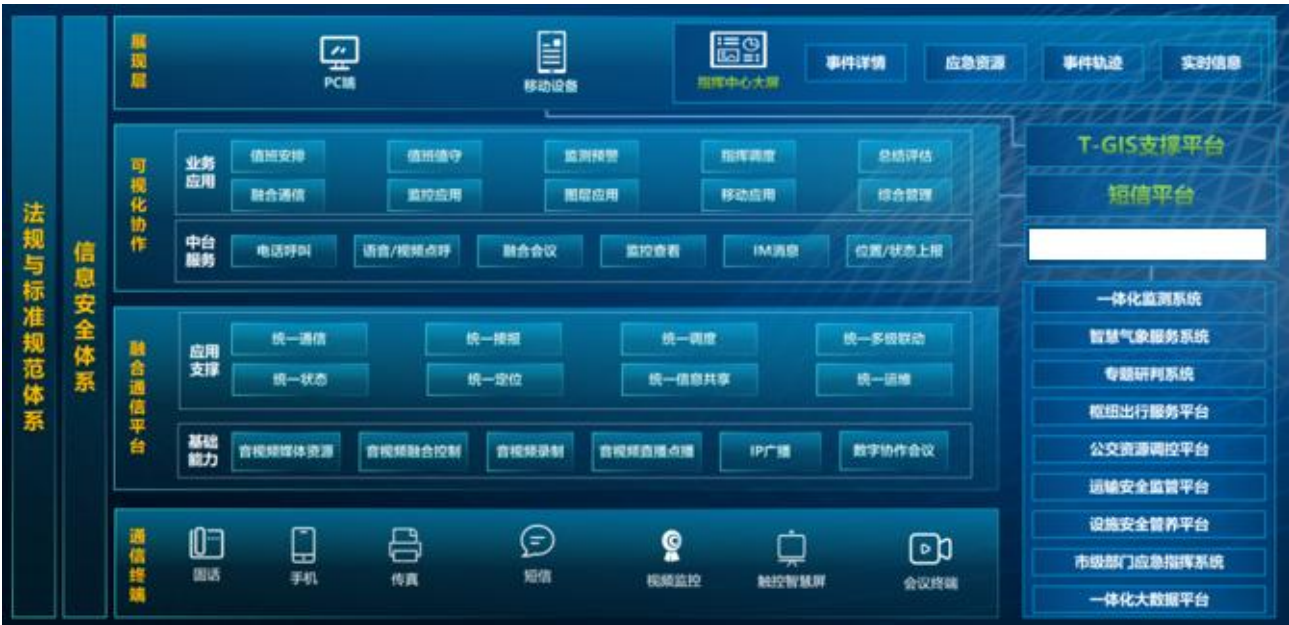 法规与标准规范体系
信息安全体系
展现层
PC端
移动设备
指挥中心大屏
事件详情
应急资源
事件轨迹
实时信息
可视化协作
业务应用
值班安排
值班值守
监测预警
指挥调度
总结评估
融合通信
监控应用
图层应用
移动应用
综合管理
中台服务
电话呼叫
语音/视频点呼
融合会议
监控查看
IM消息
位置/状态上报
融合通信平台
应用支撑
统一通信
统一接报
统一调度
统一多级联动
统一状态
统一定位
统一信息共享
统一运维
基础能力
音视频媒体资源
音视频融合控制
音视频录制
音视频直播点播
IP广播
数字协作会议
通信终端
固话
手机
传真
短信
视频监控
触控智慧屏
会议终端
T-GIS支撑平台
短信平台
一体化监测系统
智慧气象服务系统
专题研判系统
枢纽出行服务平台
公交资源调控平台
运输安全监管平台
设施安全管养平台
市级部门应急指挥系统
一体化大数据平台